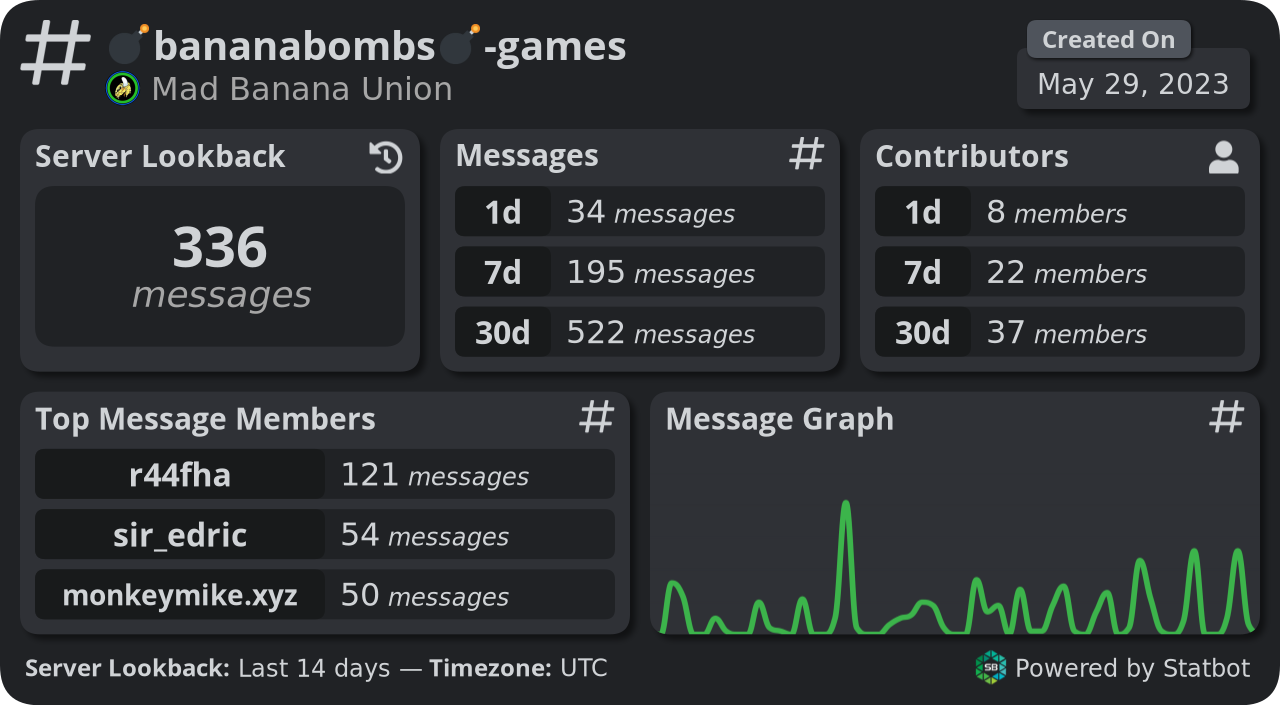 # 💣bananabombs💣-games
Mad Banana Union
Created On
May 29, 2023
Server Lookback
336
messages
Messages #
1d 34 messages
7d 195 messages
30d 522 messages
Contributors
1d 8 members
7d 22 members
30d 37 members
Top Message Members #
r44fha 121 messages
sir_edric 54 messages
monkeymike.xyz 50 messages
Message Graph #
Server Lookback: Last 14 days — Timezone: UTC
SB Powered by Statbot